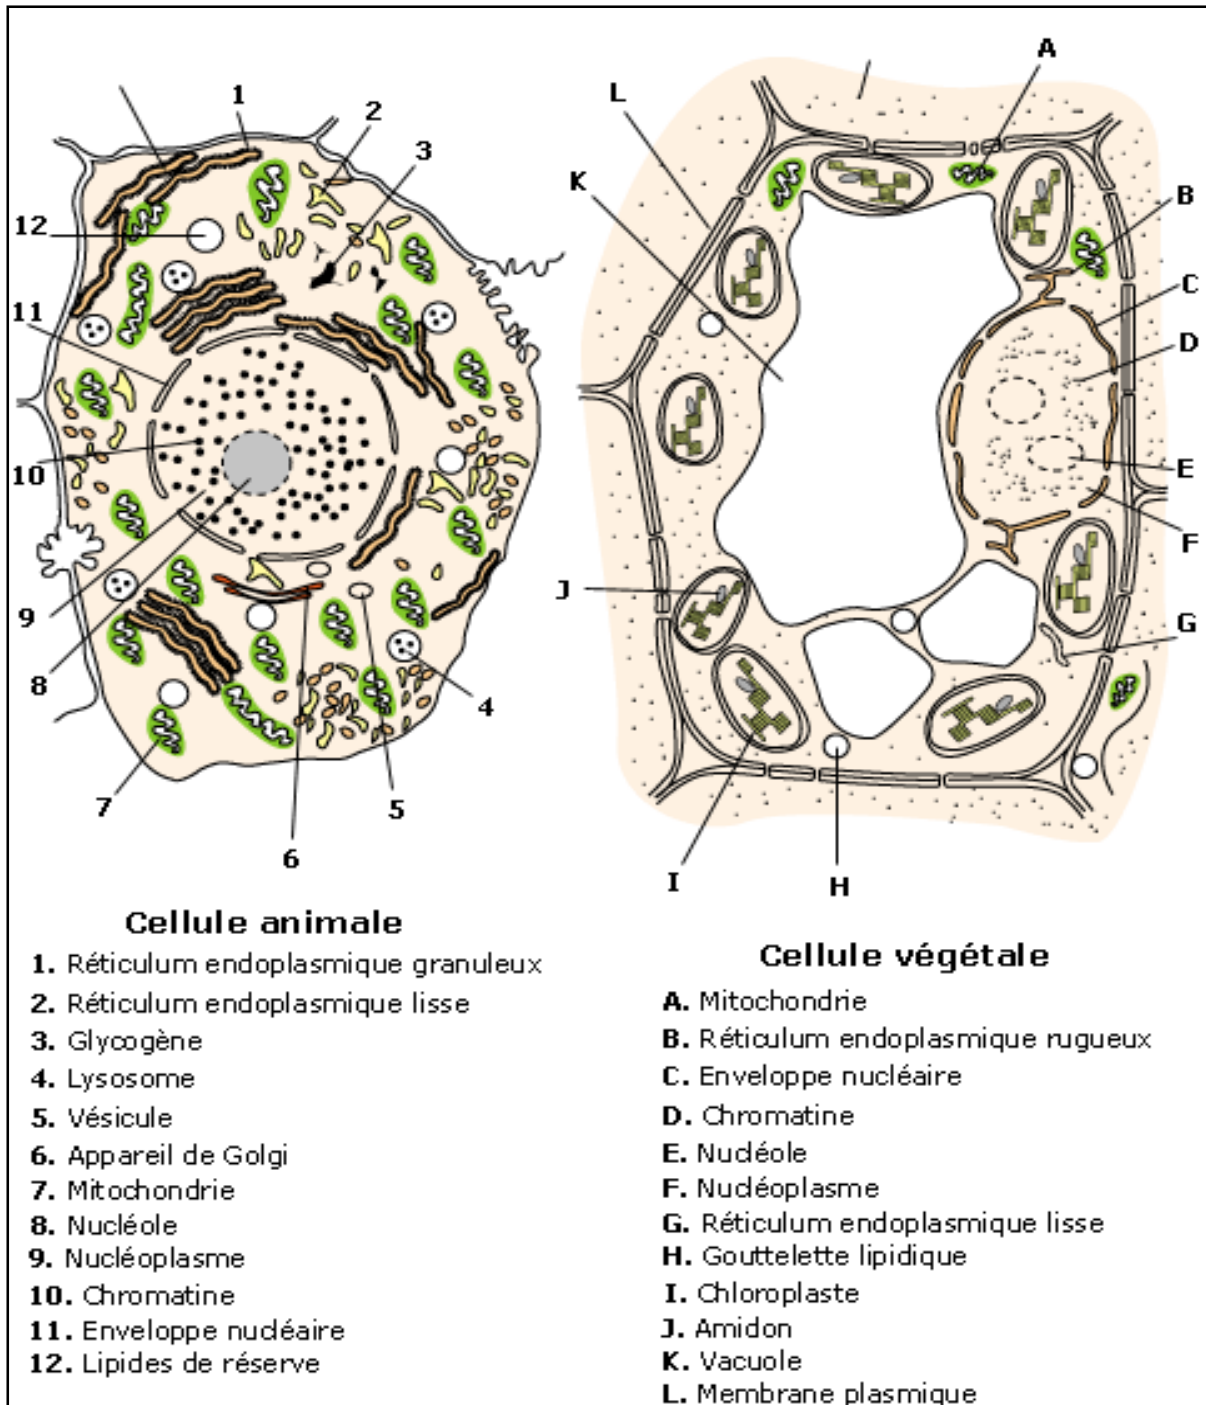 A
1
2
L
3
K
B
12
C
11
D
10
E
F
J
9
G
8
4
7
5
6
I
H
Cellule animale
1. Réticulum endoplasmique granuleux
2. Réticulum endoplasmique lisse
3. Glycogène
4. Lysosome
5. Vésicule
6. Appareil de Golgi
7. Mitochondrie
8. Nucléole
9. Nucléoplasme
10. Chromatine
11. Enveloppe nucléaire
12. Lipides de réserve
Cellule végétale
A. Mitochondrie
B. Réticulum endoplasmique rugueux
C. Enveloppe nucléaire
D. Chromatine
E. Nucléole
F. Nucléoplasme
G. Réticulum endoplasmique lisse
H. Gouttelette lipidique
I. Chloroplaste
J. Amidon
K. Vacuole
L. Membrane plasmique